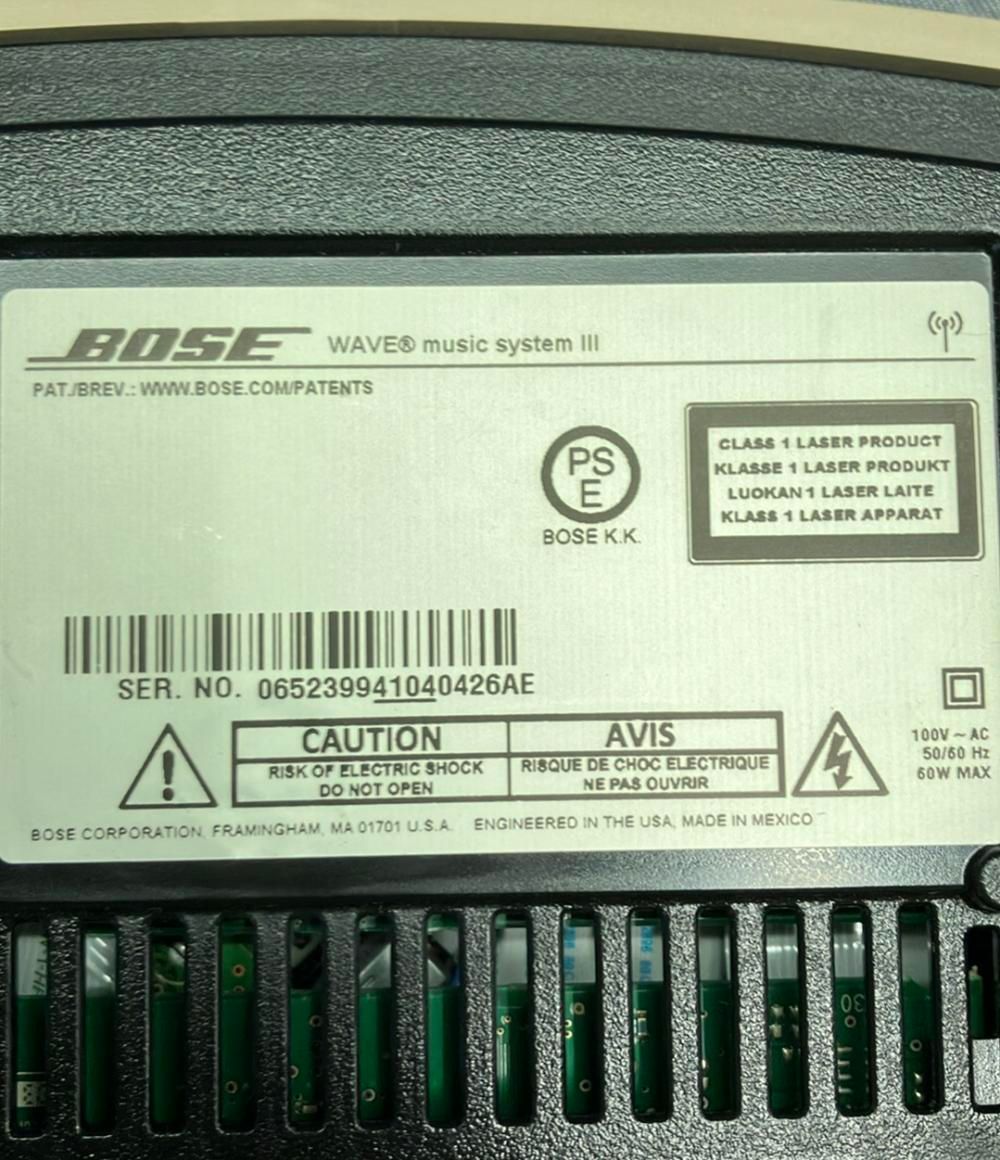 BOSE WAVE® music system III
PAT./BREV.: WWW.BOSE.COM/PATENTS
PS
E
BOSE K.K.
CLASS 1 LASER PRODUCT
KLASSE 1 LASER PRODUKT
LUOKAN 1 LASER LAITE
KLASS 1 LASER APPARAT
SER. NO. 065239941040426AE
CAUTION
RISK OF ELECTRIC SHOCK
DO NOT OPEN
AVIS
RISQUE DE CHOC ELECTRIQUE
NE PAS OUVRIR
100V ~ AC
50/60 Hz
60W MAX
BOSE CORPORATION, FRAMINGHAM, MA 01701 U.S.A. ENGINEERED IN THE USA, MADE IN MEXICO
30